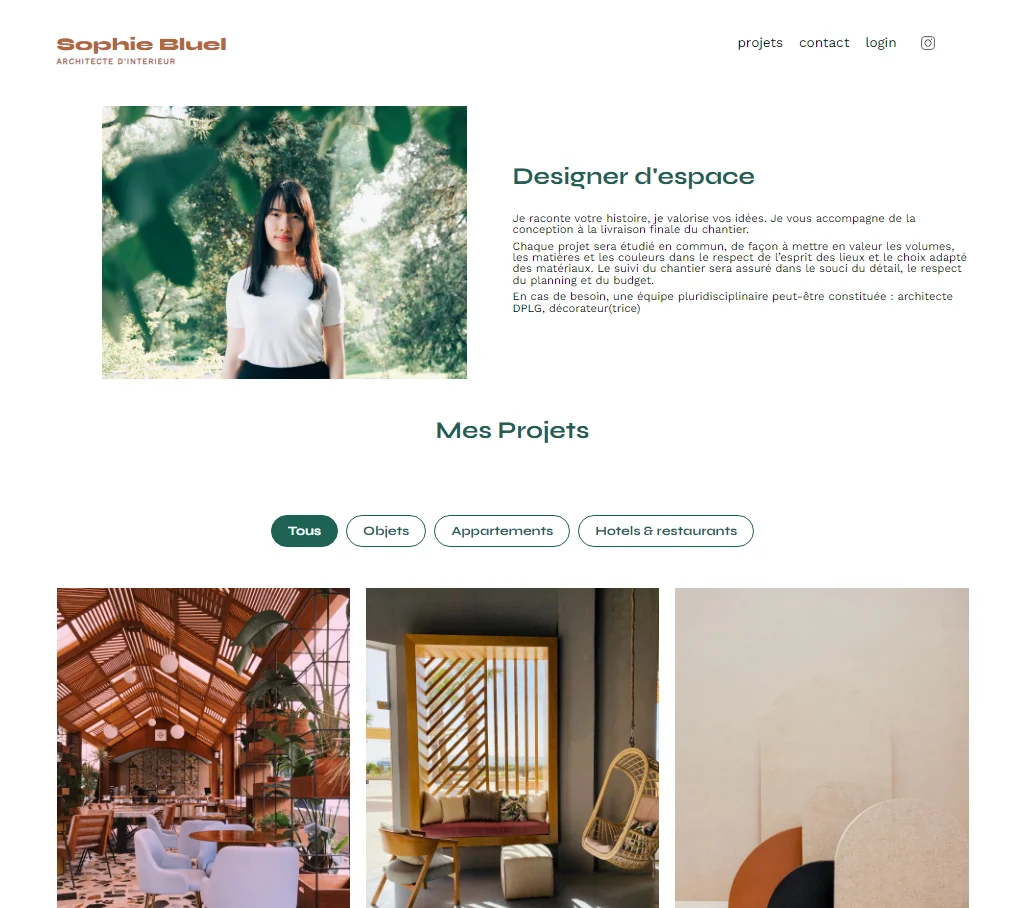 Sophie Bluel
ARCHITECTE D'INTERIEUR
projets contact login
Designer d'espace
Je raconte votre histoire, je valorise vos idées. Je vous accompagne de la
conception à la livraison finale du chantier.
Chaque projet sera étudié en commun, de façon à mettre en valeur les volumes,
les matières et les couleurs dans le respect de l'esprit des lieux et le choix adapté
des matériaux. Le suivi du chantier sera assuré dans le souci du détail, le respect
du planning et du budget.
En cas de besoin, une équipe pluridisciplinaire peut-être constituée : architecte
DPLG, décorateur(trice)
Mes Projets
Tous Objets Appartements Hotels & restaurants